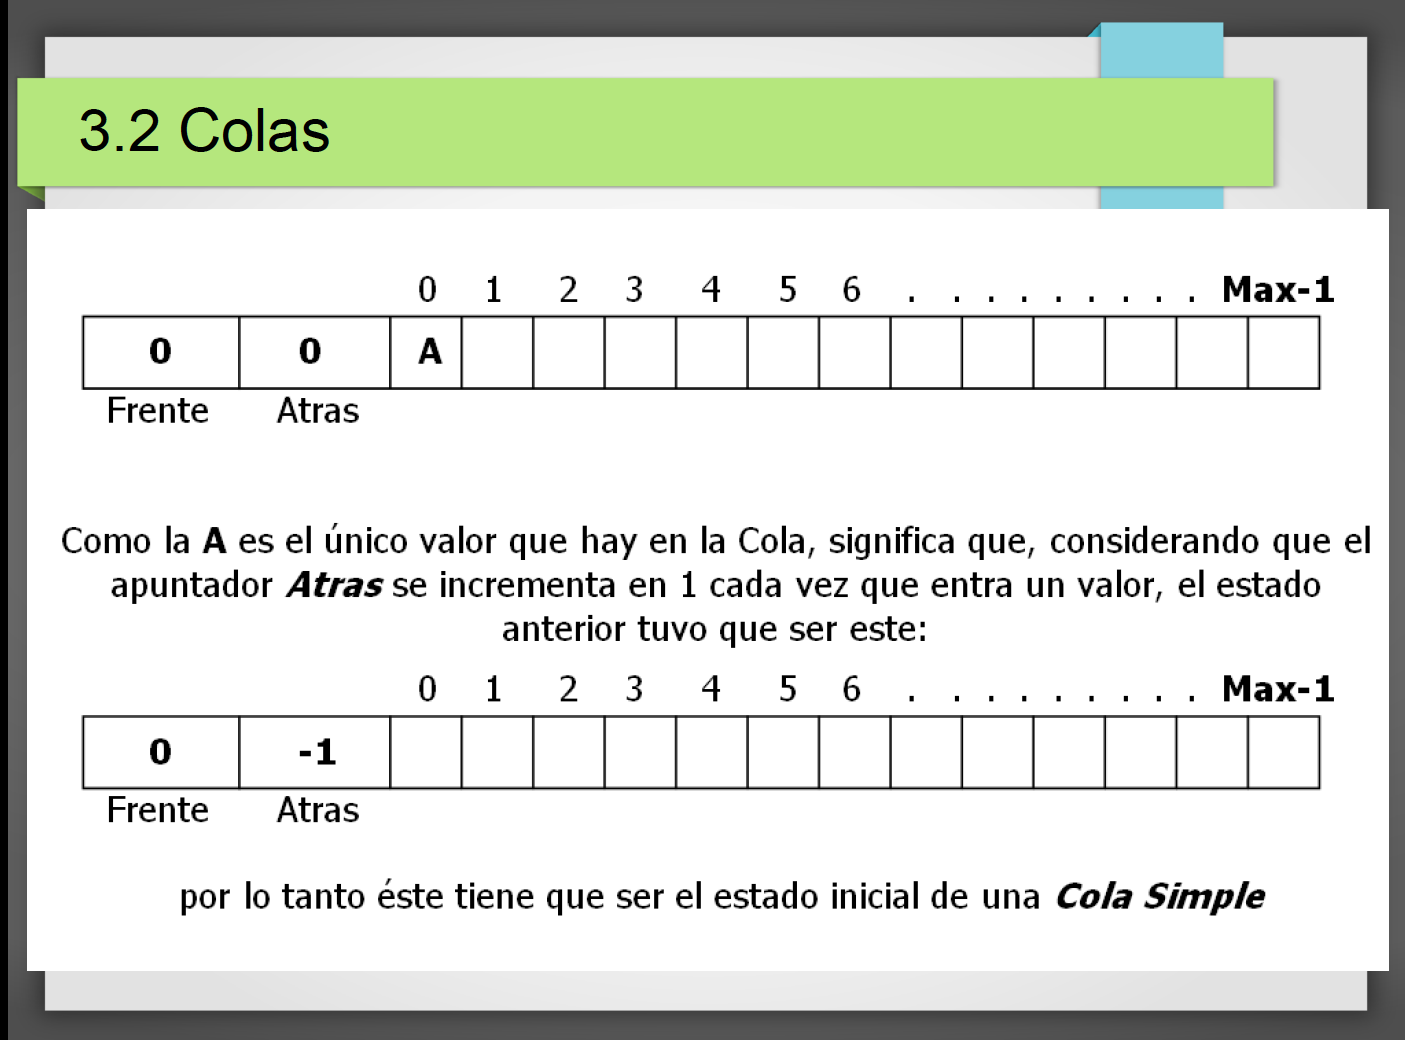 3.2 Colas
0 1 2 3 4 5 6 . . . . . . . . . Max-1
0 0 A
Frente Atras
Como la A es el único valor que hay en la Cola, significa que, considerando que el
apuntador Atras se incrementa en 1 cada vez que entra un valor, el estado
anterior tuvo que ser este:
0 1 2 3 4 5 6 . . . . . . . . . Max-1
0 -1
Frente Atras
por lo tanto éste tiene que ser el estado inicial de una Cola Simple